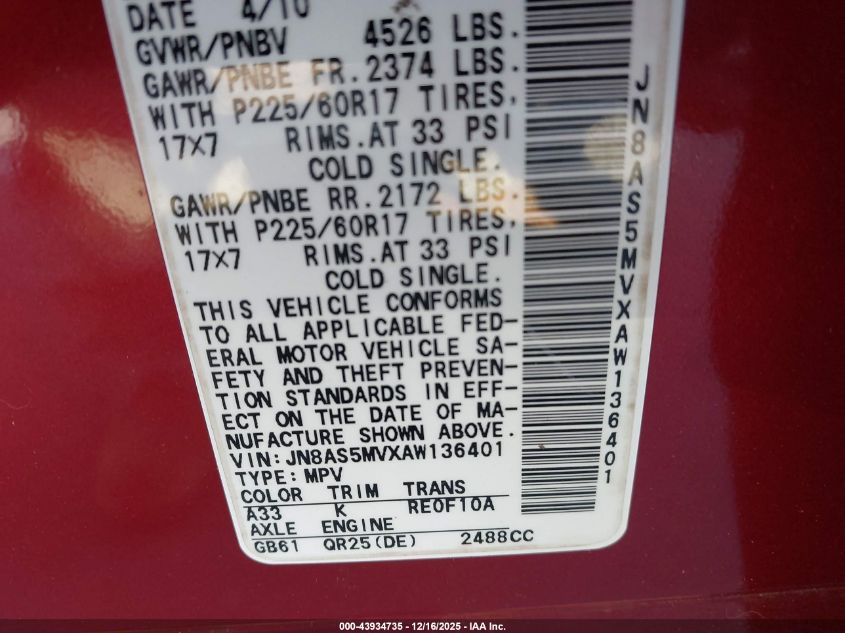 DATE 4/10
GVWR/PNBV 4526 LBS.
GAWR/PNBE FR.2374 LBS.
WITH P225/60R17 TIRES,
17X7 RIMS.AT 33 PSI
COLD SINGLE.
GAWR/PNBE RR.2172 LBS.
WITH P225/60R17 TIRES,
17X7 RIMS.AT 33 PSI
COLD SINGLE.
THIS VEHICLE CONFORMS
TO ALL APPLICABLE FED-
ERAL MOTOR VEHICLE SA-
FETY AND THEFT PREVEN-
TION STANDARDS IN EFF-
ECT ON THE DATE OF MA-
NUFACTURE SHOWN ABOVE.
VIN:JN8AS5MVXAW136401
TYPE:MPV
COLOR TRIM TRANS
A33 K RE0F10A
AXLE ENGINE
GB61 QR25(DE) 2488CC
JN8AS5MVXAW136401
000-43934735 - 12/16/2025 - IAA Inc.